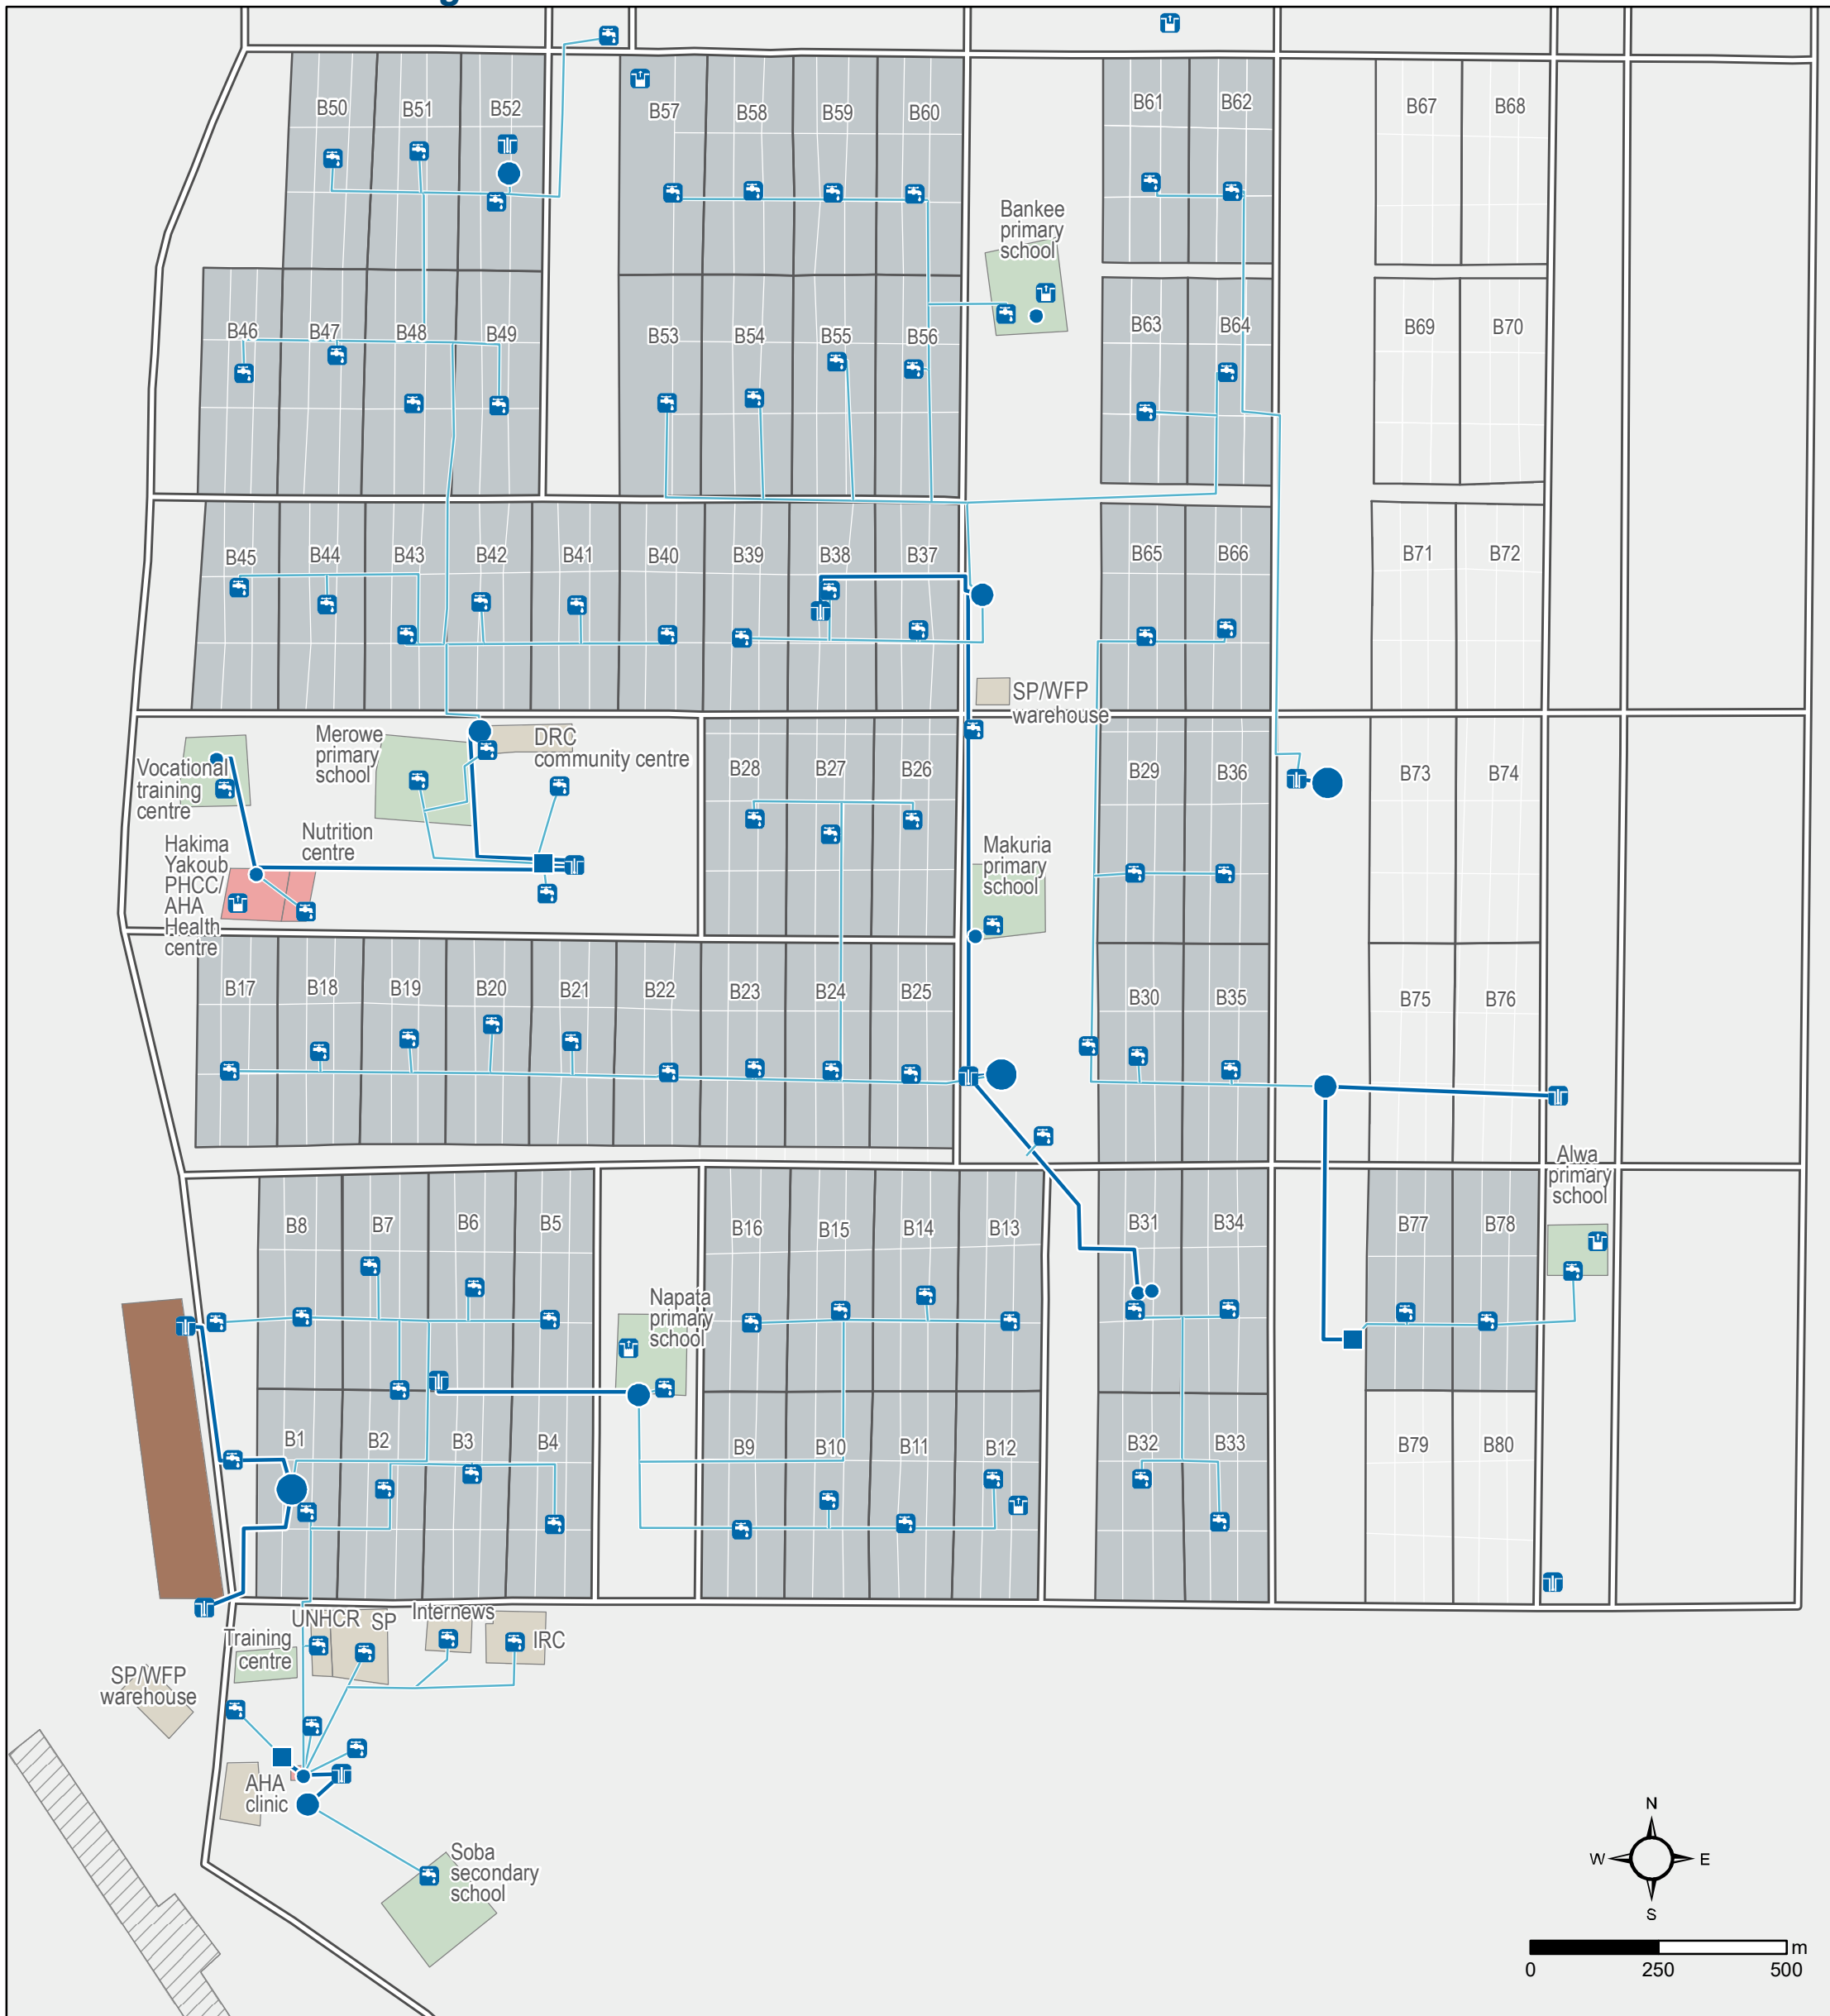 B50 B51 B52
B57 B58 B59 B60
B61 B62
B67 B68
Bankee
primary
school
B46 B47 B48 B49
B53 B54 B55 B56
B63 B64
B69 B70
B45 B44 B43 B42 B41 B40 B39 B38 B37
B65 B66
B71 B72
SP/WFP
warehouse
Vocational
training
centre
Merowe
primary
school
DRC
community centre
B28 B27 B26
B29 B36
B73 B74
Nutrition
centre
Hakima
Yakoub
PHCC/
AHA
Health
centre
Makuria
primary
school
B17 B18 B19 B20 B21 B22 B23 B24 B25
B30 B35
B75 B76
Alwa
primary
school
B8 B7 B6 B5
B16 B15 B14 B13
B31 B34
B77 B78
Napata
primary
school
B1 B2 B3 B4
B9 B10 B11 B12
B32 B33
B79 B80
UNHCR
SP
Internews
IRC
Training
centre
SP/WFP
warehouse
AHA
clinic
Soba
secondary
school
N
W E
S
m
0 250 500